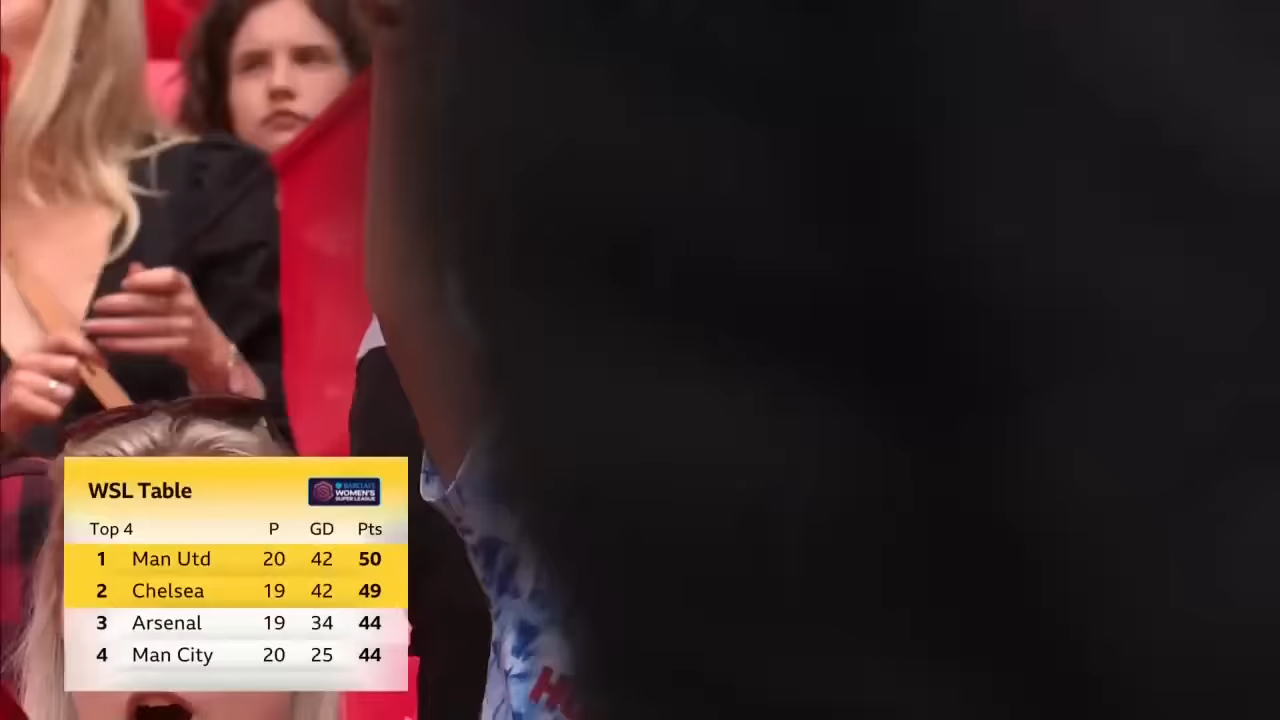 WSL Table
BARCLAYS
WOMEN'S
SUPER LEAGUE
Top 4 P GD Pts
1 Man Utd 20 42 50
2 Chelsea 19 42 49
3 Arsenal 19 34 44
4 Man City 20 25 44